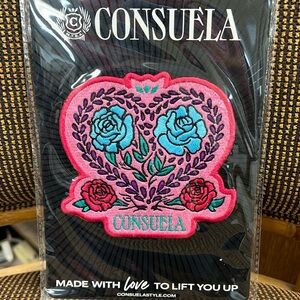 CONSUELA
CONSUELA
MADE WITH love TO LIFT YOU UP
CONSUELASTYLE.COM